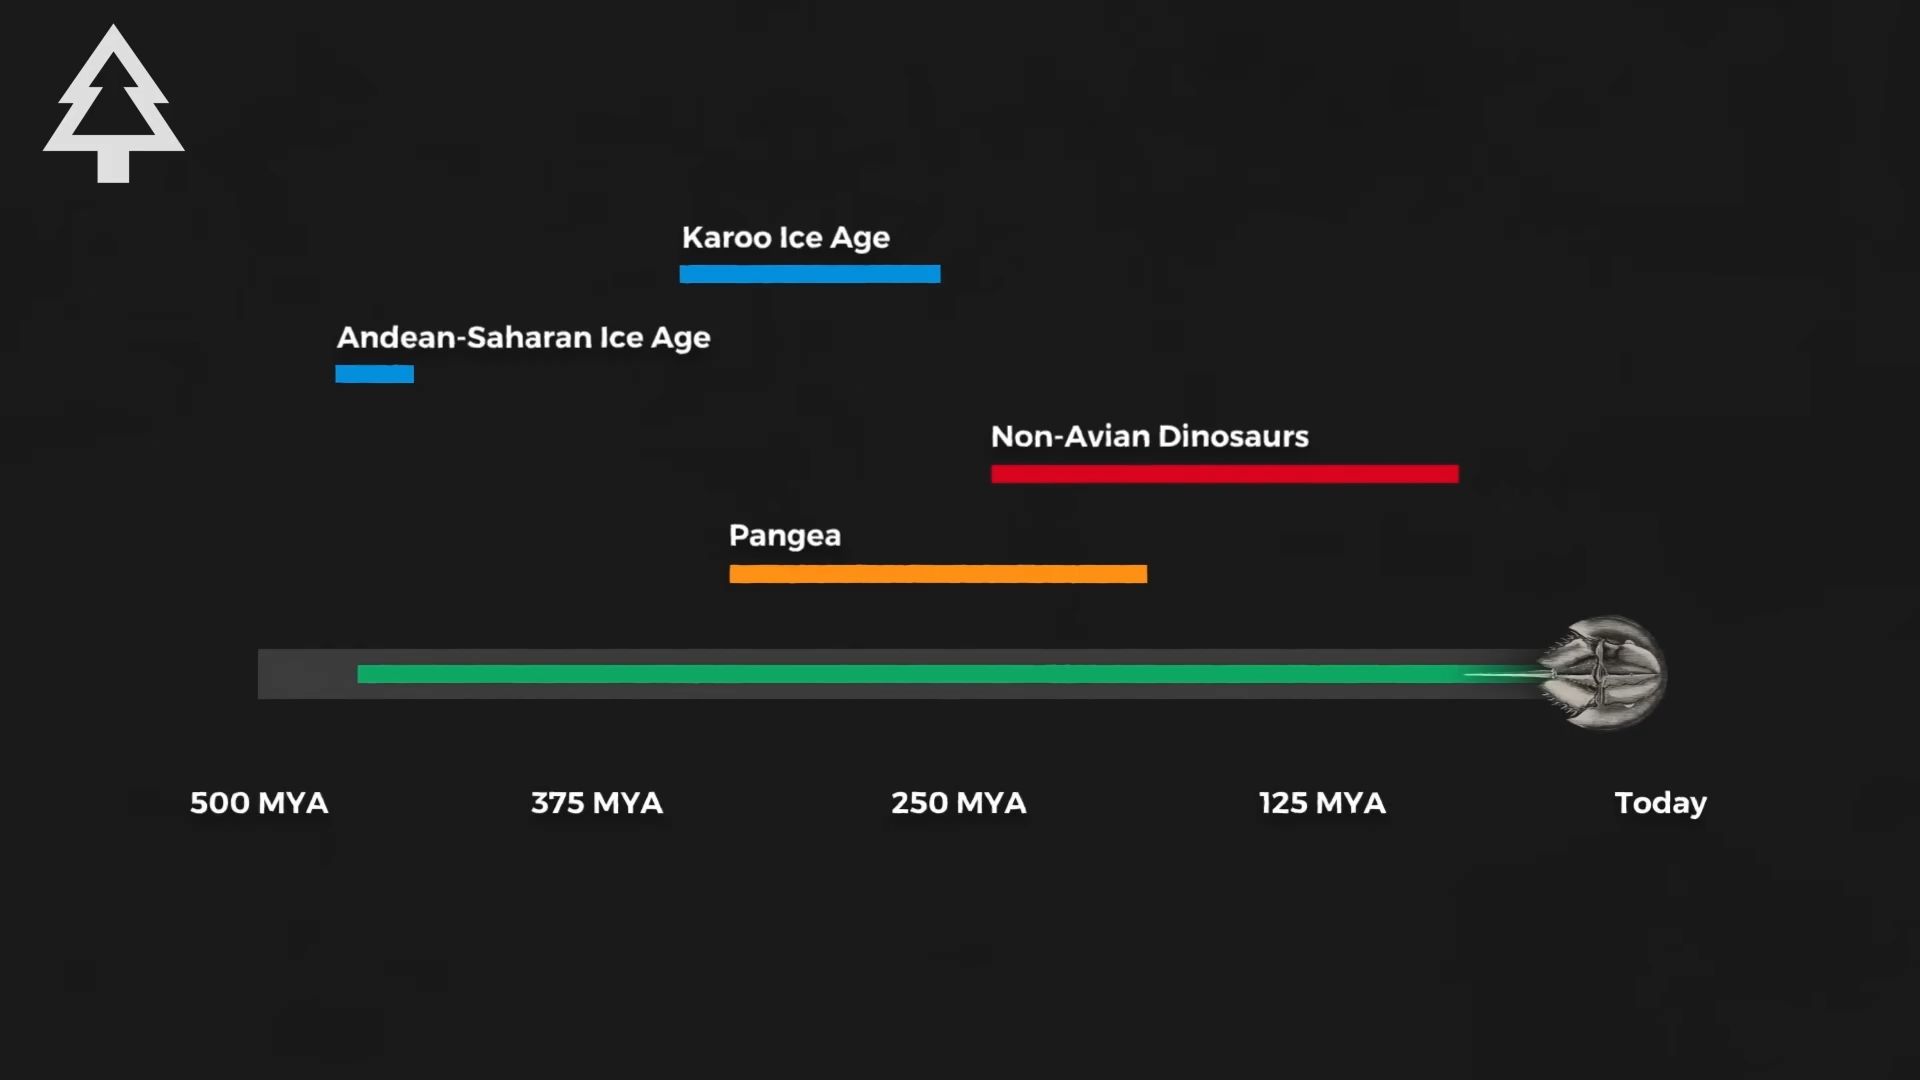 Karoo Ice Age
Andean-Saharan Ice Age
Non-Avian Dinosaurs
Pangea
500 MYA 375 MYA 250 MYA 125 MYA Today